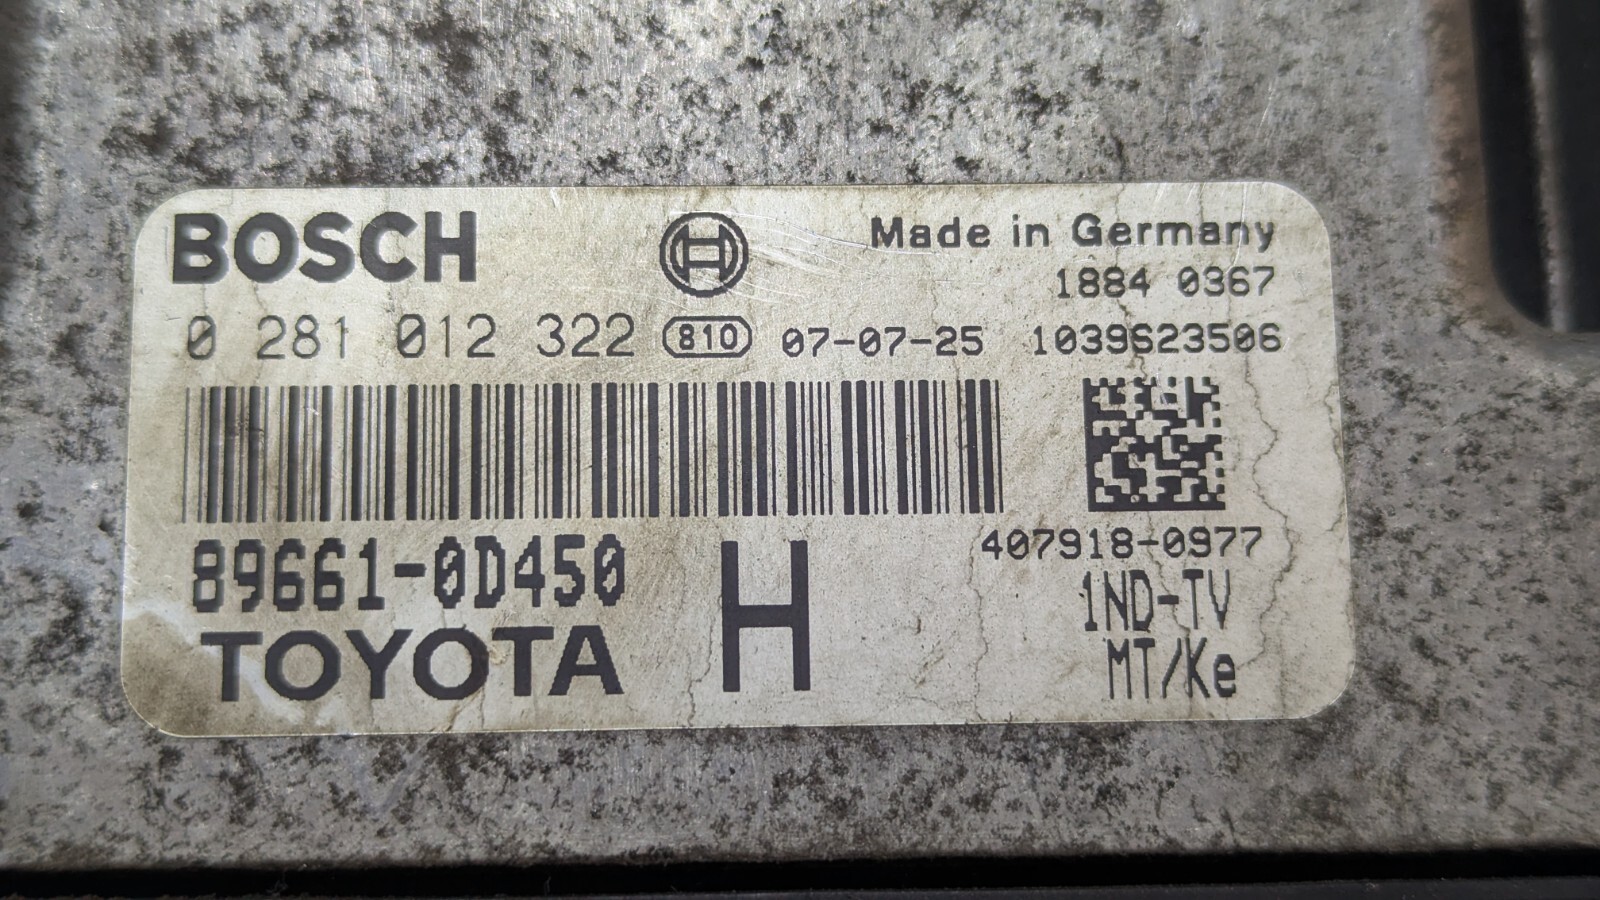 BOSCH
Made in Germany
1884 0367
0 281 012 322 810 07-07-25 1039S23506
89661-0D450
TOYOTA
H
407918-0977
1ND-TV
MT/Ke